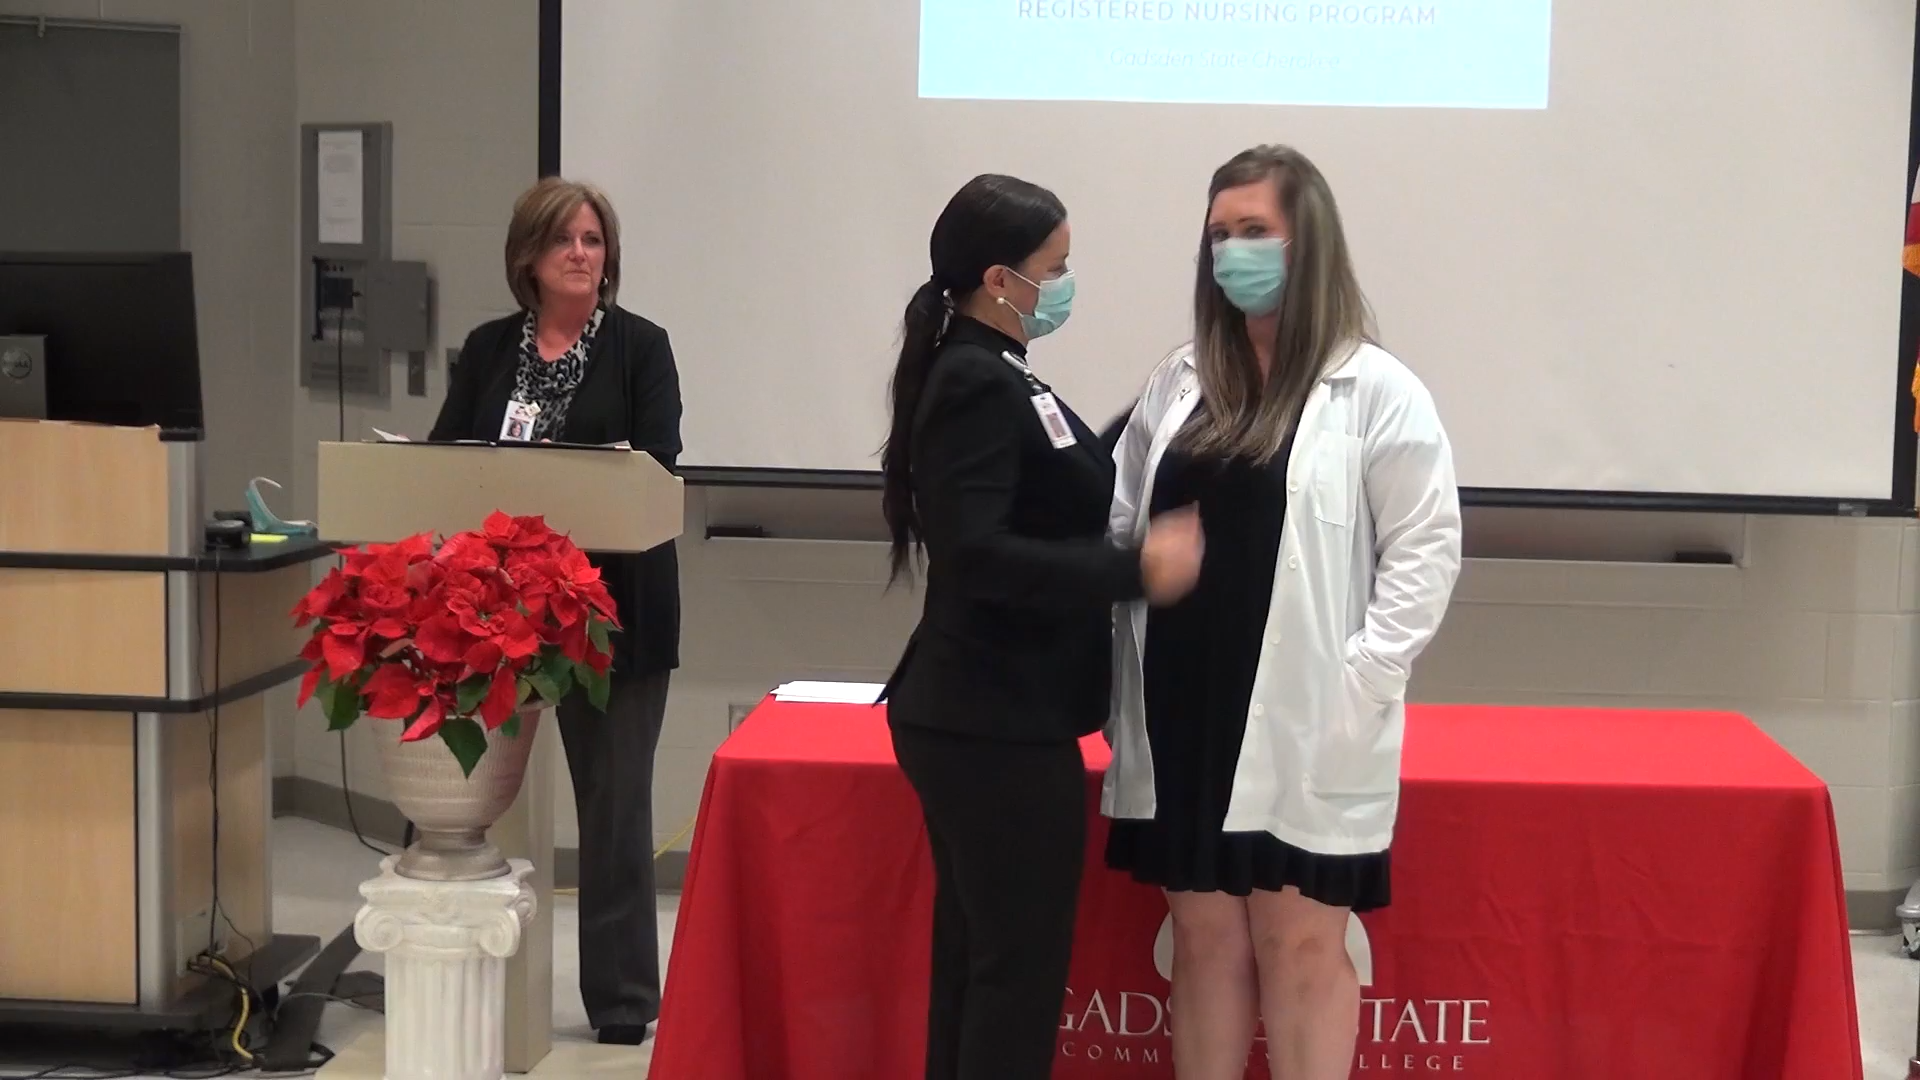 REGISTERED NURSING PROGRAM
Gadsden State Cherokee
GADS TATE
COMM Y LLEGE